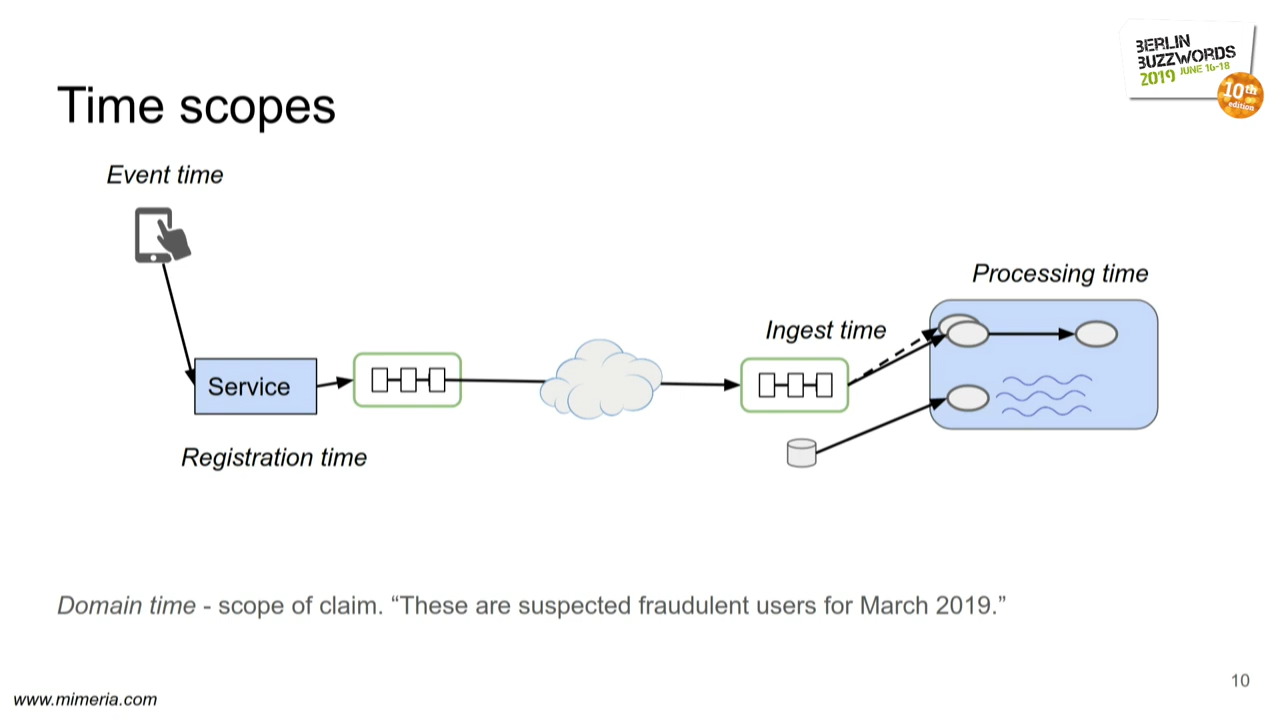 BERLIN
BUZZWORDS
2019 JUNE 16-18
10th
edition
Time scopes
Event time
Processing time
Ingest time
Service
Registration time
Domain time - scope of claim. “These are suspected fraudulent users for March 2019.”
10
www.mimeria.com